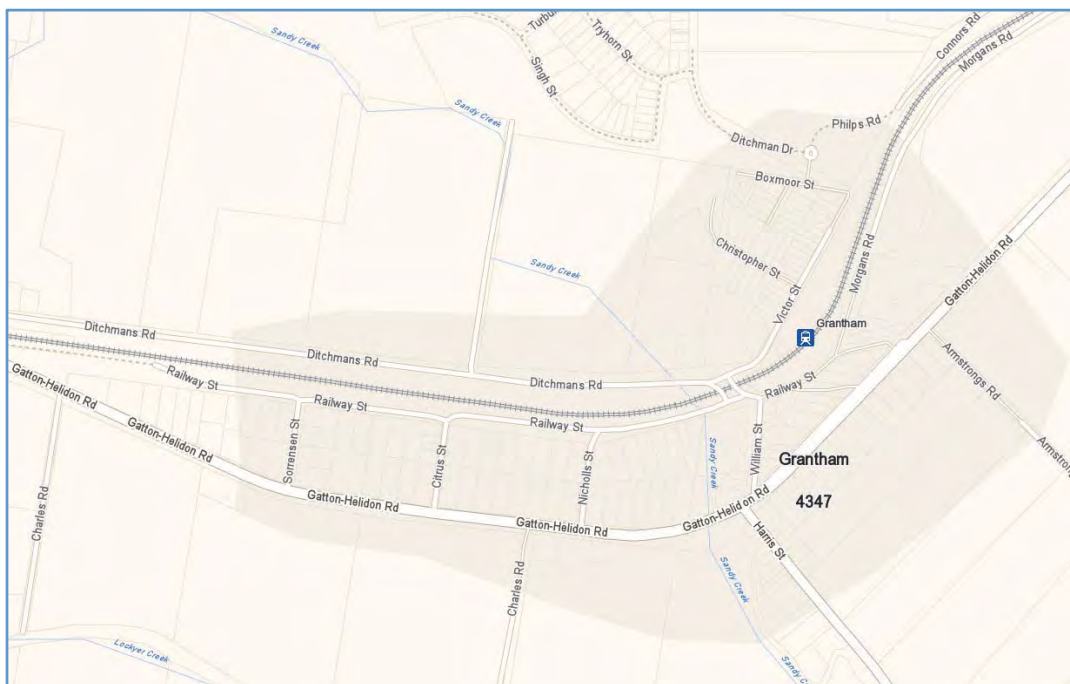 Sandy Creek
Turbu
Tryhorn St
Singh St
Connors Rd
Morgans Rd
Sandy Creek
Philps Rd
Ditchman Dr
Boxmoor St
Christopher St
Sandy Creek
Victor St
Morgans Rd
Gatton-Helidon Rd
Grantham
Ditchmans Rd
Ditchmans Rd
Ditchmans Rd
Armstrongs Rd
Railway St
Railway St
Railway St
Railway St
Gatton-Helidon Rd
Gatton-Helidon Rd
Sorrensen St
Citrus St
Nicholls St
Sandy Creek
William St
Grantham
4347
Armstrongs
Gatton-Helidon Rd
Gatton-Helidon Rd
Gatton-Helidon Rd
Charles Rd
Charles Rd
Harris St
Sandy Creek
Lockyer Creek
Sandy C